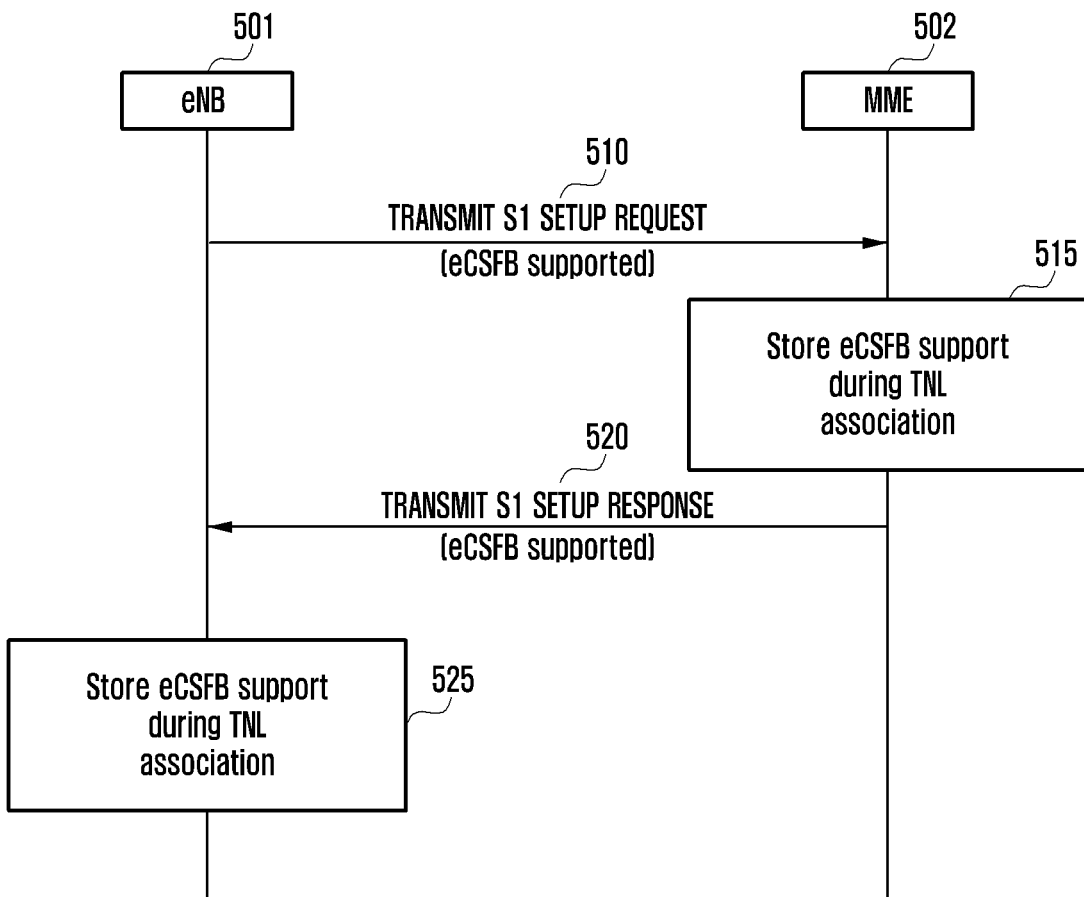 501
502
eNB
MME
510
TRANSMIT S1 SETUP REQUEST
(eCSFB supported)
515
Store eCSFB support
during TNL
association
520
TRANSMIT S1 SETUP RESPONSE
(eCSFB supported)
Store eCSFB support
during TNL
association
525